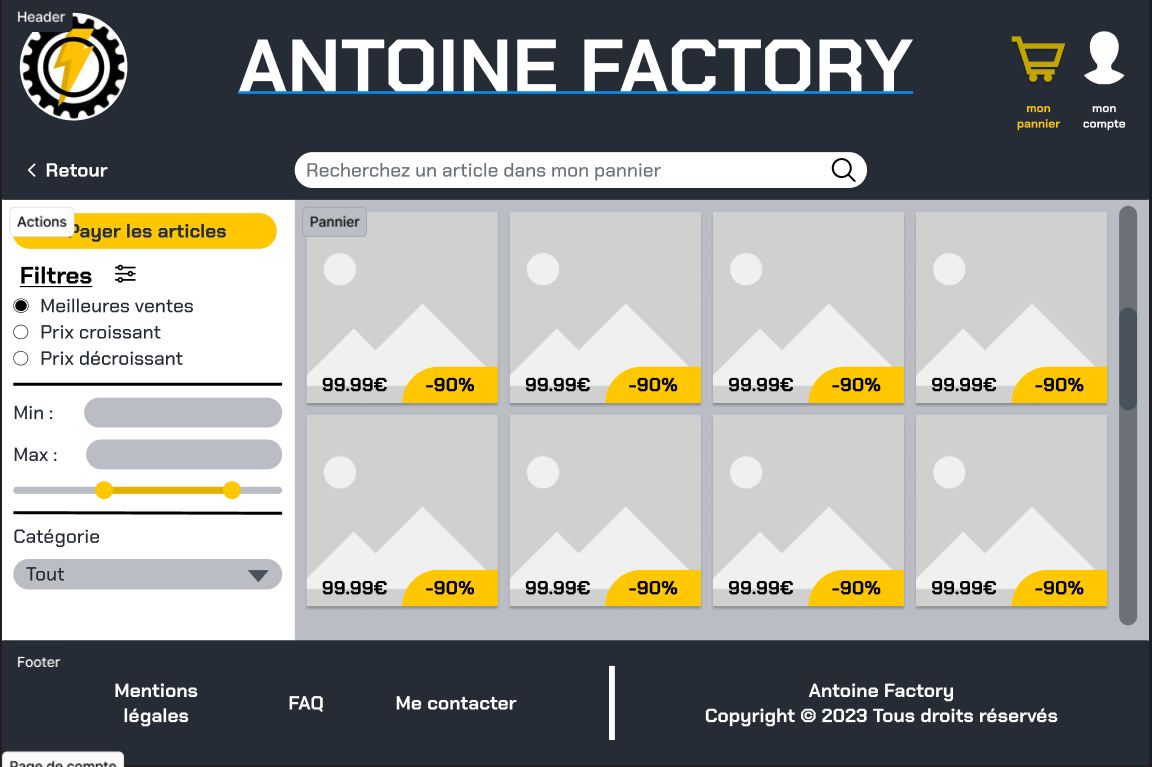 Header
ANTOINE FACTORY
mon
pannier
mon
compte
Retour
Recherchez un article dans mon pannier
Actions
Payer les articles
Filtres
Meilleures ventes
Prix croissant
Prix décroissant
Min :
Max :
Catégorie
Tout
Pannier
99.99€ -90% 99.99€ -90% 99.99€ -90% 99.99€ -90%
99.99€ -90% 99.99€ -90% 99.99€ -90% 99.99€ -90%
Footer
Mentions
légales
FAQ
Me contacter
Antoine Factory
Copyright © 2023 Tous droits réservés
Page de compte